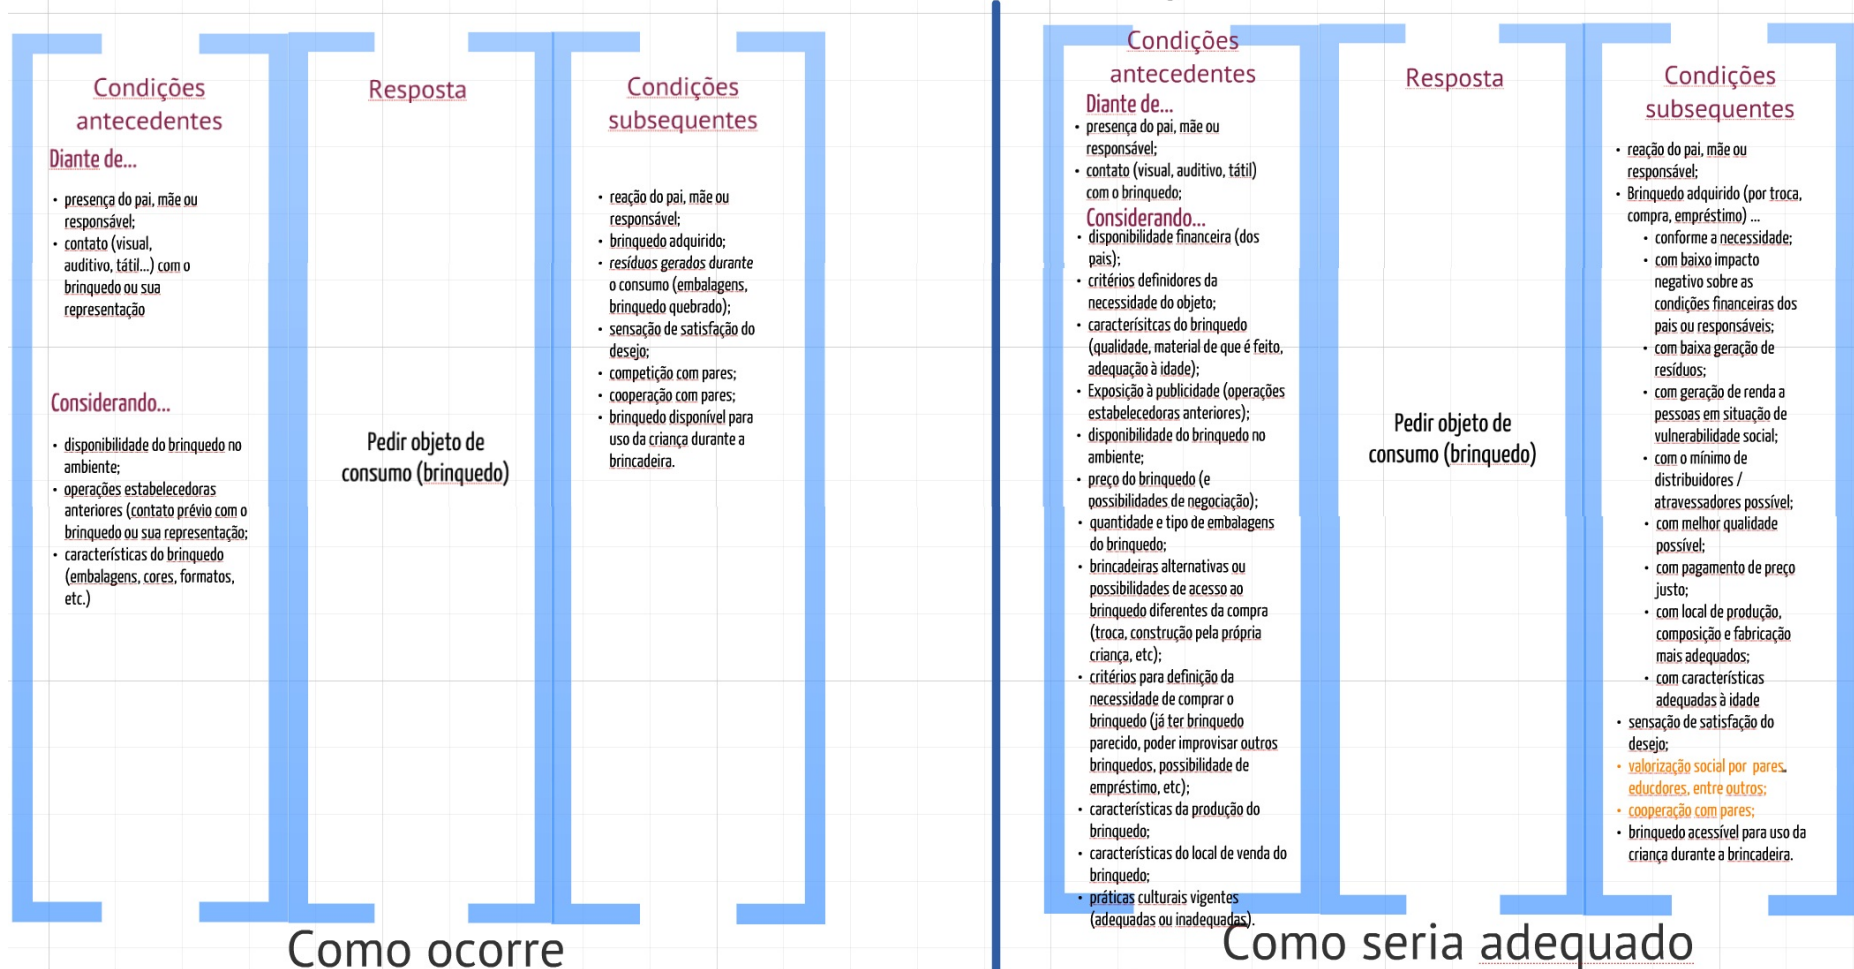 Condições
antecedentes
Diante de...
• presença do pai, mãe ou
responsável;
• contato (visual,
auditivo, tátil...) com o
brinquedo ou sua
representação
Considerando...
• disponibilidade do brinquedo no
ambiente;
• operações estabelecedoras
anteriores (contato prévio com o
brinquedo ou sua representação;
• características do brinquedo
(embalagens, cores, formatos,
etc.)
Resposta
Pedir objeto de
consumo (brinquedo)
Condições
subsequentes
• reação do pai, mãe ou
responsável;
• brinquedo adquirido;
• resíduos gerados durante
o consumo (embalagens,
brinquedo quebrado);
• sensação de satisfação do
desejo;
• competição com pares;
• cooperação com pares;
• brinquedo disponível para
uso da criança durante a
brincadeira.
Como ocorre
Condições
antecedentes
Diante de...
• presença do pai, mãe ou
responsável;
• contato (visual, auditivo, tátil)
com o brinquedo;
Considerando...
• disponibilidade financeira (dos
pais);
• critérios definidores da
necessidade do objeto;
• caracterísitcas do brinquedo
(qualidade, material de que é feito,
adequação à idade);
• Exposição à publicidade (operações
estabelecedoras anteriores);
• disponibilidade do brinquedo no
ambiente;
• preço do brinquedo (e
possibilidades de negociação);
• quantidade e tipo de embalagens
do brinquedo;
• brincadeiras alternativas ou
possibilidades de acesso ao
brinquedo diferentes da compra
(troca, construção pela própria
criança, etc);
• critérios para definição da
necessidade de comprar o
brinquedo (já ter brinquedo
parecido, poder improvisar outros
brinquedos, possibilidade de
empréstimo, etc);
• características da produção do
brinquedo;
• características do local de venda do
brinquedo;
• práticas culturais vigentes
(adequadas ou inadequadas).
Resposta
Pedir objeto de
consumo (brinquedo)
Condições
subsequentes
• reação do pai, mãe ou
responsável;
• Brinquedo adquirido (por troca,
compra, empréstimo) ...
• conforme a necessidade;
• com baixo impacto
negativo sobre as
condições financeiras dos
pais ou responsáveis;
• com baixa geração de
resíduos;
• com geração de renda a
pessoas em situação de
vulnerabilidade social;
• com o mínimo de
distribuidores /
atravessadores possível;
• com melhor qualidade
possível;
• com pagamento de preço
justo;
• com local de produção,
composição e fabricação
mais adequados;
• com características
adequadas à idade
• sensação de satisfação do
desejo;
• valorização social por pares,
educdores, entre outros;
• cooperação com pares;
• brinquedo acessível para uso da
criança durante a brincadeira.
Como seria adequado